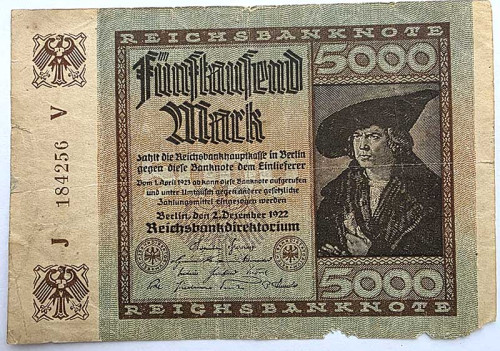 REICHSBANKNOTE
5000
Fünftausend
Mark
zahlt die Reichsbankhauptkasse in Berlin
gegen diese Banknote dem Einlieferer
Vom 1. April 1923 ab kann diese Banknote aufgerufen
und unter Umtausch gegen andere gesetzliche
Zahlungsmittel eingezogen werden
Berlin, den 2. Dezember 1922
Reichsbankdirektorium
5000
REICHSBANKNOTE
J 184256 V